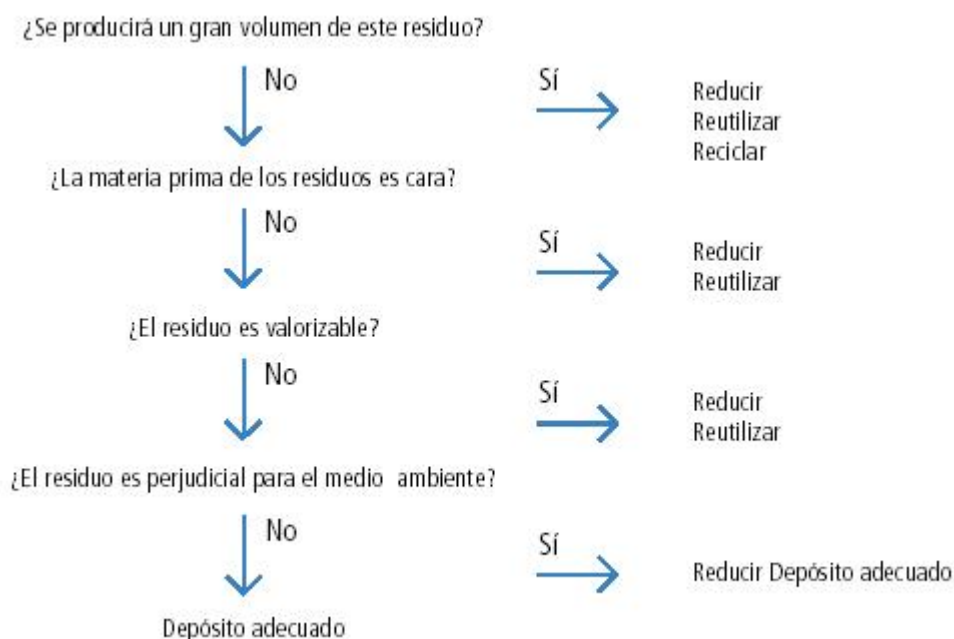 ¿Se producirá un gran volumen de este residuo?
No
Sí
Reducir
Reutilizar
Reciclar
¿La materia prima de los residuos es cara?
No
Sí
Reducir
Reutilizar
¿El residuo es valorizable?
No
Sí
Reducir
Reutilizar
¿El residuo es perjudicial para el medio ambiente?
No
Sí
Reducir Depósito adecuado
Depósito adecuado